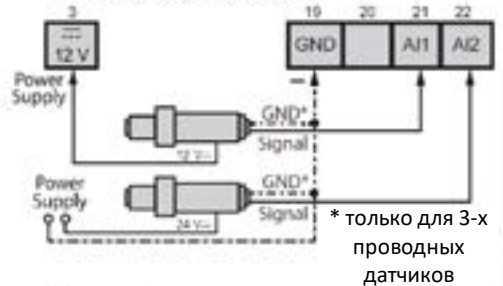 3 19 20 21 22
12 V GND AI1 AI2
Power
Supply
GND*
12 V
Signal
Power
Supply
GND*
24 V
Signal
* только для 3-х
проводных
датчиков